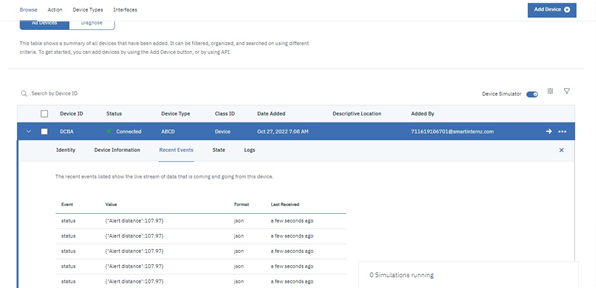 Browse Action Device Types Interfaces Add Device
All Devices Diagnose
This table shows a summary of all devices that have been added. It can be filtered, organized, and searched on using different
criteria. To get started, you can add devices by using the Add Device button, or by using API.
Search by Device ID Device Simulator
Device ID Status Device Type Class ID Date Added Descriptive Location Added By
DCBA Connected ABCD Device Oct 27, 2022 7:08 AM 711619104701@smartinternz.com
Identity Device Information Recent Events State Logs
The recent events listed show the live stream of data that is coming and going from this device.
Event Value Format Last Received
status {"Alert distance":107.97} json a few seconds ago
status {"Alert distance":107.97} json a few seconds ago
status {"Alert distance":107.97} json a few seconds ago
status {"Alert distance":107.97} json a few seconds ago
status {"Alert distance":107.97} json a few seconds ago
0 Simulations running